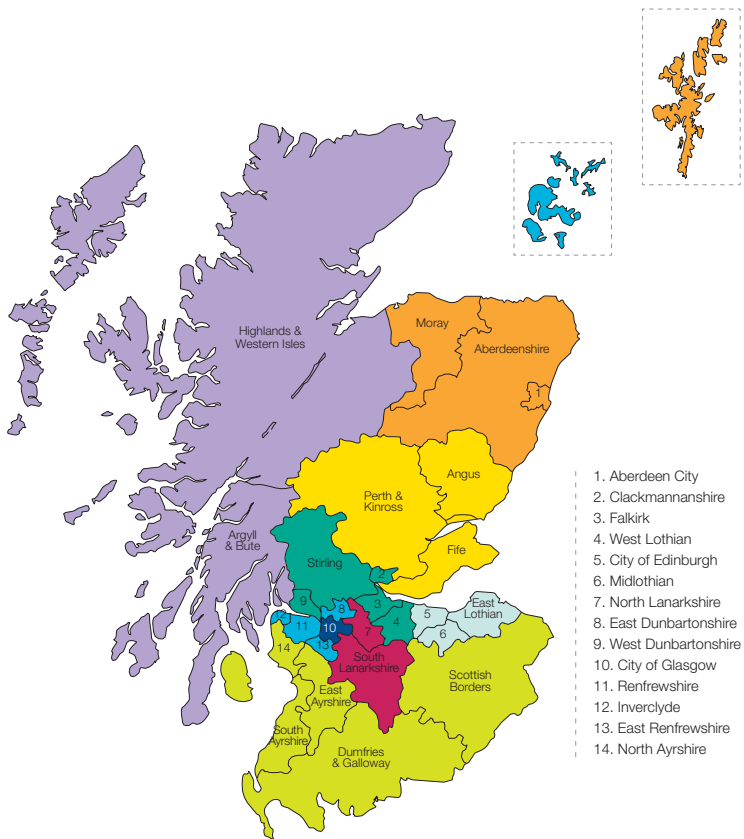 Highlands &
Western Isles
Moray
Aberdeenshire
1
Angus
Perth &
Kinross
Argyll
& Bute
Fife
Stirling
2
9
8
3
4
5
East
Lothian
6
12
11
10
7
13
14
South
Lanarkshire
Scottish
Borders
East
Ayrshire
South
Ayrshire
Dumfries
& Galloway
1. Aberdeen City
2. Clackmannanshire
3. Falkirk
4. West Lothian
5. City of Edinburgh
6. Midlothian
7. North Lanarkshire
8. East Dunbartonshire
9. West Dunbartonshire
10. City of Glasgow
11. Renfrewshire
12. Inverclyde
13. East Renfrewshire
14. North Ayrshire